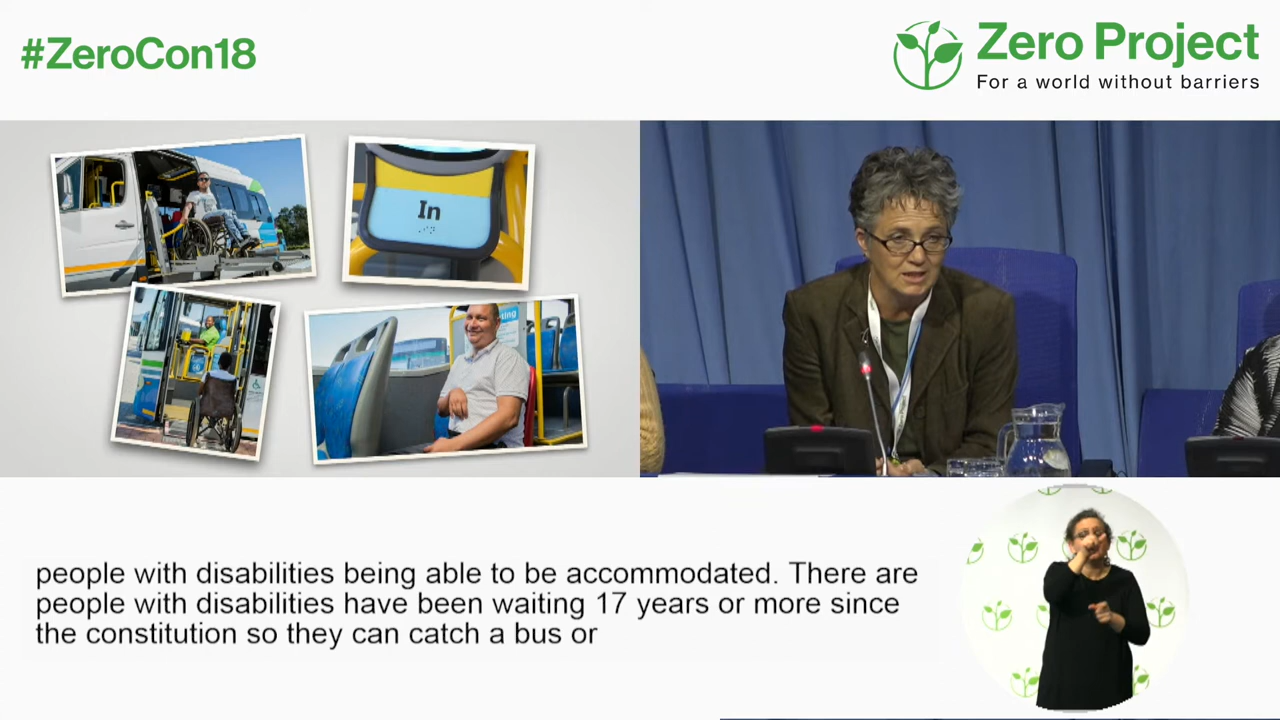 #ZeroCon18
Zero Project
For a world without barriers
In
people with disabilities being able to be accommodated. There are
people with disabilities have been waiting 17 years or more since
the constitution so they can catch a bus or